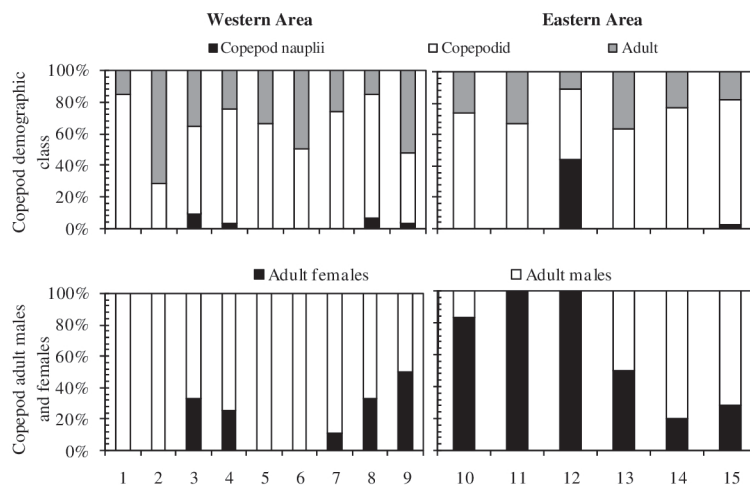 Western Area Eastern Area
Copepod nauplii Copepodid Adult
Copepod demographic
class
100%
80%
60%
40%
20%
0%
Adult females Adult males
Copepod adult males
and females
100%
80%
60%
40%
20%
0%
1 2 3 4 5 6 7 8 9 10 11 12 13 14 15